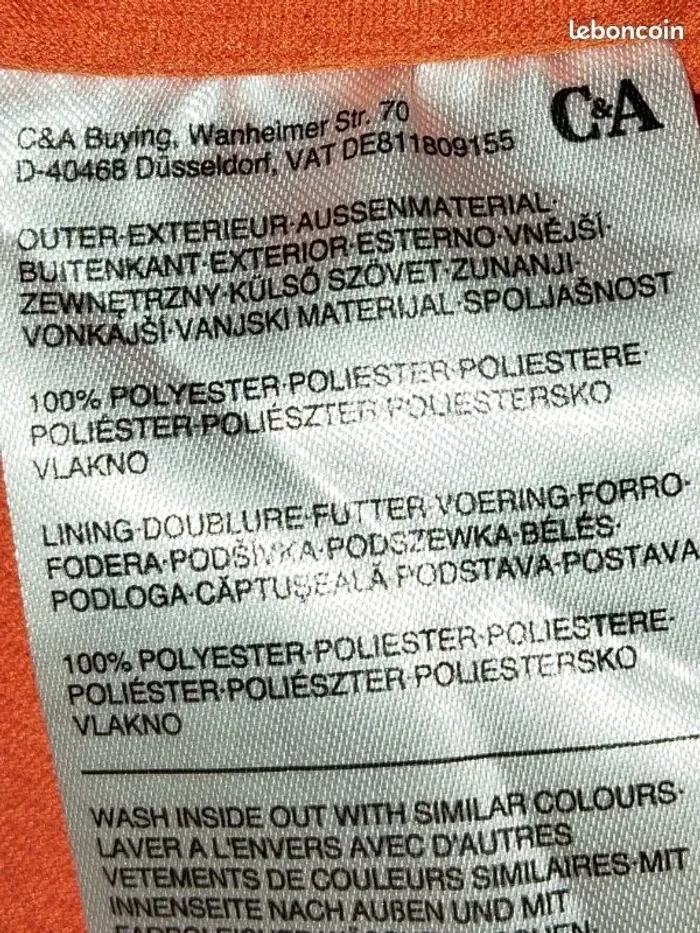 leboncoin
C&A
C&A Buying, Wanheimer Str. 70
D-40468 Düsseldorf, VAT DE811809155
OUTER·EXTERIEUR·AUSSENMATERIAL·
BUITENKANT·EXTERIOR·ESTERNO·VNĚJŠÍ·
ZEWNĘTRZNY·KÜLSŐ SZÖVET·ZUNANJI·
VONKAJŠÍ·VANJSKI MATERIJAL·SPOLJAŠNOST
100% POLYESTER·POLIESTER·POLIESTERE·
POLIÉSTER·POLIÉSZTER·POLIESTERSKO
VLAKNO
LINING·DOUBLURE·FUTTER·VOERING·FORRO·
FODERA·PODŠÍVKA·PODSZEWKA·BÉLÉS·
PODLOGA·CĂPTUȘEALĂ PODSTAVA·POSTAVA
100% POLYESTER·POLIESTER·POLIESTERE·
POLIÉSTER·POLIÉSZTER·POLIESTERSKO
VLAKNO
WASH INSIDE OUT WITH SIMILAR COLOURS·
LAVER A L'ENVERS AVEC D'AUTRES
VETEMENTS DE COULEURS SIMILAIRES·MIT
INNENSEITE NACH AUßEN UND MIT